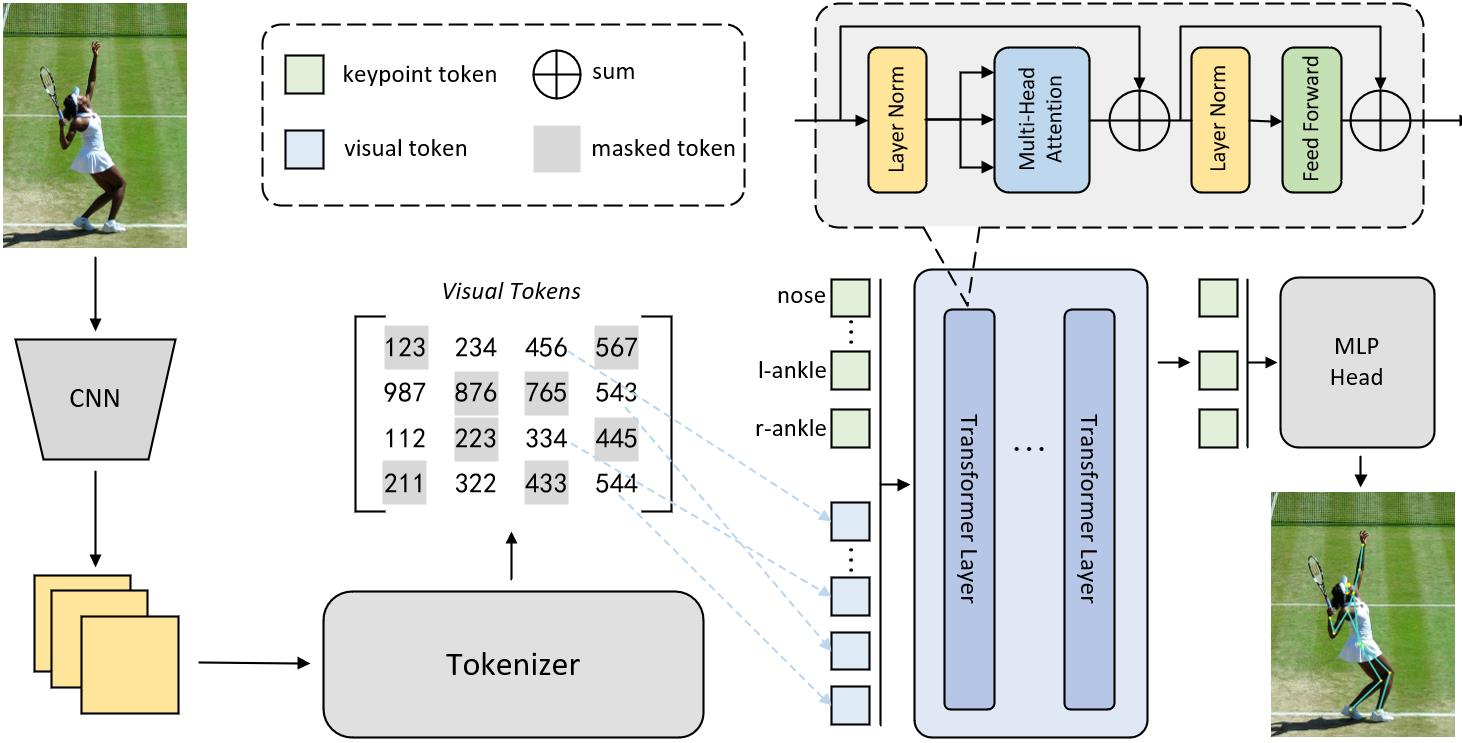 keypoint token
sum
visual token
masked token
Layer Norm
Multi-Head
Attention
Layer Norm
Feed Forward
CNN
Visual Tokens
123 234 456 567
987 876 765 543
112 223 334 445
211 322 433 544
Tokenizer
nose
l-ankle
r-ankle
Transformer Layer
...
Transformer Layer
MLP
Head